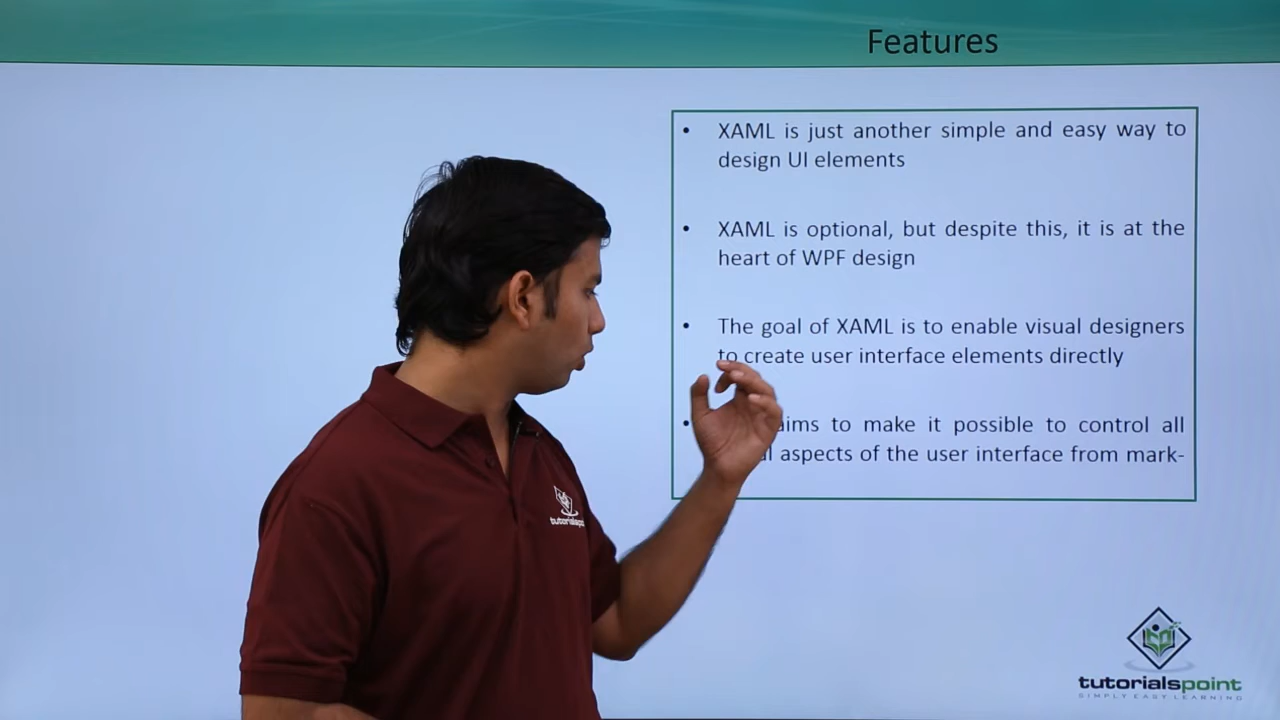 Features
• XAML is just another simple and easy way to
design UI elements
• XAML is optional, but despite this, it is at the
heart of WPF design
• The goal of XAML is to enable visual designers
to create user interface elements directly
• aims to make it possible to control all
aspects of the user interface from mark-
tutorialspoint
SIMPLY EASY LEARNING